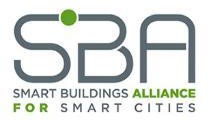 SBA
SMART BUILDINGS ALLIANCE
FOR SMART CITIES